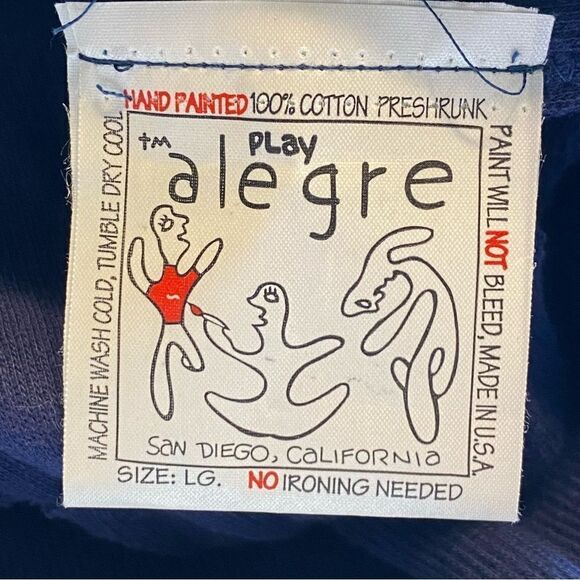 HAND PAINTED 100% COTTON PRESHRUNK
MACHINE WASH COLD, TUMBLE DRY COOL
TM
PLAY
alegre
PAINT WILL NOT BLEED, MADE IN U.S.A.
SAN DIEGO, CALIFORNIA
SIZE: LG. NO IRONING NEEDED